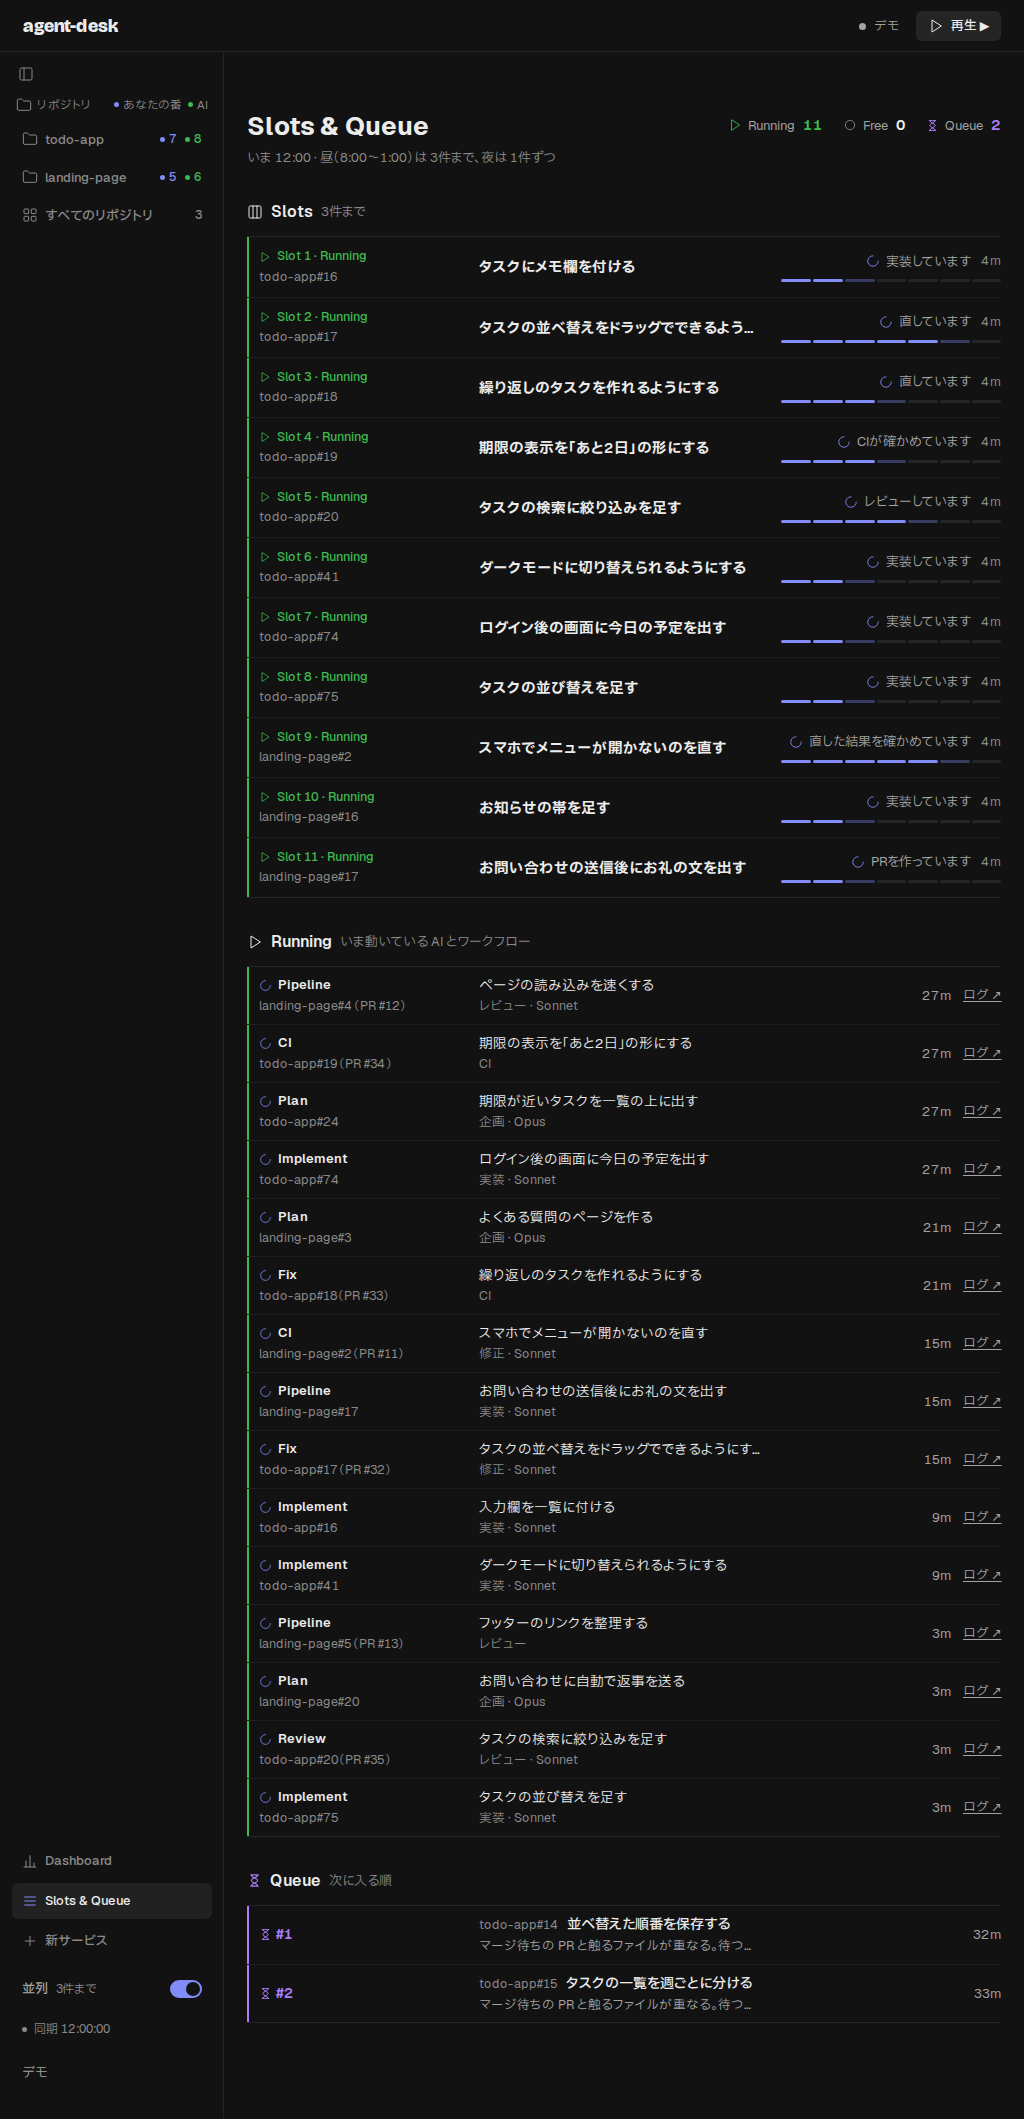 agent-desk
デモ
再生 ▶
リポジトリ
あなたの番
AI
todo-app
7
8
landing-page
5
6
すべてのリポジトリ
3
Slots & Queue
Running 11
Free 0
Queue 2
いま 12:00 · 昼（8:00〜1:00）は 3件まで、夜は 1件ずつ
Slots 3件まで
Slot 1 · Running
todo-app#16
タスクにメモ欄を付ける
実装しています 4m
Slot 2 · Running
todo-app#17
タスクの並べ替えをドラッグでできるよう…
直しています 4m
Slot 3 · Running
todo-app#18
繰り返しのタスクを作れるようにする
直しています 4m
Slot 4 · Running
todo-app#19
期限の表示を「あと2日」の形にする
CIが確かめています 4m
Slot 5 · Running
todo-app#20
タスクの検索に絞り込みを足す
レビューしています 4m
Slot 6 · Running
todo-app#41
ダークモードに切り替えられるようにする
実装しています 4m
Slot 7 · Running
todo-app#74
ログイン後の画面に今日の予定を出す
実装しています 4m
Slot 8 · Running
todo-app#75
タスクの並び替えを足す
実装しています 4m
Slot 9 · Running
landing-page#2
スマホでメニューが開かないのを直す
直した結果を確かめています 4m
Slot 10 · Running
landing-page#16
お知らせの帯を足す
実装しています 4m
Slot 11 · Running
landing-page#17
お問い合わせの送信後にお礼の文を出す
PRを作っています 4m
Running いま動いている AI とワークフロー
Pipeline
landing-page#4（PR #12）
ページの読み込みを速くする
レビュー · Sonnet
27m ログ ↗
CI
todo-app#19（PR #34）
期限の表示を「あと2日」の形にする
CI
27m ログ ↗
Plan
todo-app#24
期限が近いタスクを一覧の上に出す
企画 · Opus
27m ログ ↗
Implement
todo-app#74
ログイン後の画面に今日の予定を出す
実装 · Sonnet
27m ログ ↗
Plan
landing-page#3
よくある質問のページを作る
企画 · Opus
21m ログ ↗
Fix
todo-app#18（PR #33）
繰り返しのタスクを作れるようにする
CI
21m ログ ↗
CI
landing-page#2（PR #11）
スマホでメニューが開かないのを直す
修正 · Sonnet
15m ログ ↗
Pipeline
landing-page#17
お問い合わせの送信後にお礼の文を出す
実装 · Sonnet
15m ログ ↗
Fix
todo-app#17（PR #32）
タスクの並べ替えをドラッグでできるようにす…
修正 · Sonnet
15m ログ ↗
Implement
todo-app#16
入力欄を一覧に付ける
実装 · Sonnet
9m ログ ↗
Implement
todo-app#41
ダークモードに切り替えられるようにする
実装 · Sonnet
9m ログ ↗
Pipeline
landing-page#5（PR #13）
フッターのリンクを整理する
レビュー
3m ログ ↗
Plan
landing-page#20
お問い合わせに自動で返事を送る
企画 · Opus
3m ログ ↗
Review
todo-app#20（PR #35）
タスクの検索に絞り込みを足す
レビュー · Sonnet
3m ログ ↗
Implement
todo-app#75
タスクの並び替えを足す
実装 · Sonnet
3m ログ ↗
Queue 次に入る順
#1
todo-app#14 並べ替えた順番を保存する
マージ待ちの PR と触るファイルが重なる。待つ…
32m
#2
todo-app#15 タスクの一覧を週ごとに分ける
マージ待ちの PR と触るファイルが重なる。待つ…
33m
Dashboard
Slots & Queue
新サービス
並列 3件まで
同期 12:00:00
デモ